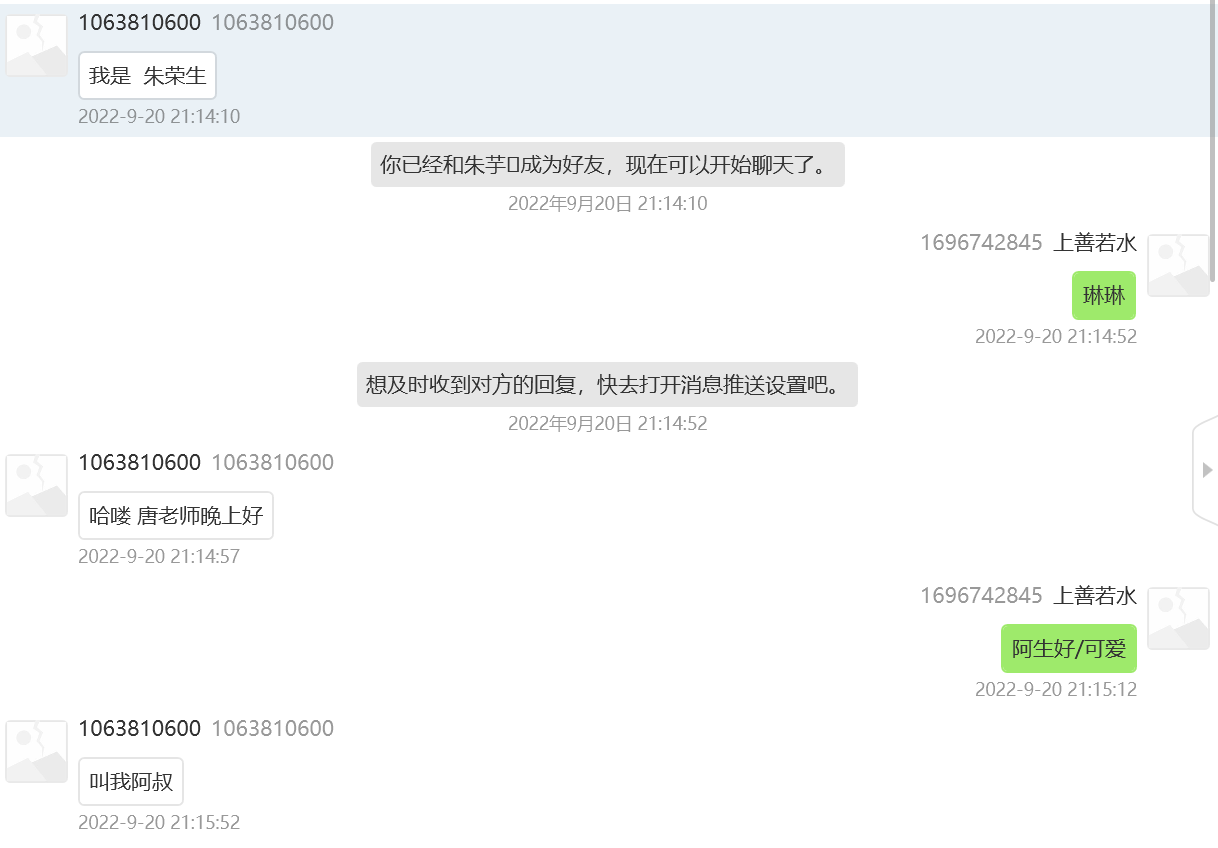 1063810600 1063810600
我是 朱荣生
2022-9-20 21:14:10
你已经和朱芋成为好友，现在可以开始聊天了。
2022年9月20日 21:14:10
1696742845 上善若水
琳琳
2022-9-20 21:14:52
想及时收到对方的回复，快去打开消息推送设置吧。
2022年9月20日 21:14:52
1063810600 1063810600
哈喽 唐老师晚上好
2022-9-20 21:14:57
1696742845 上善若水
阿生好/可爱
2022-9-20 21:15:12
1063810600 1063810600
叫我阿叔
2022-9-20 21:15:52